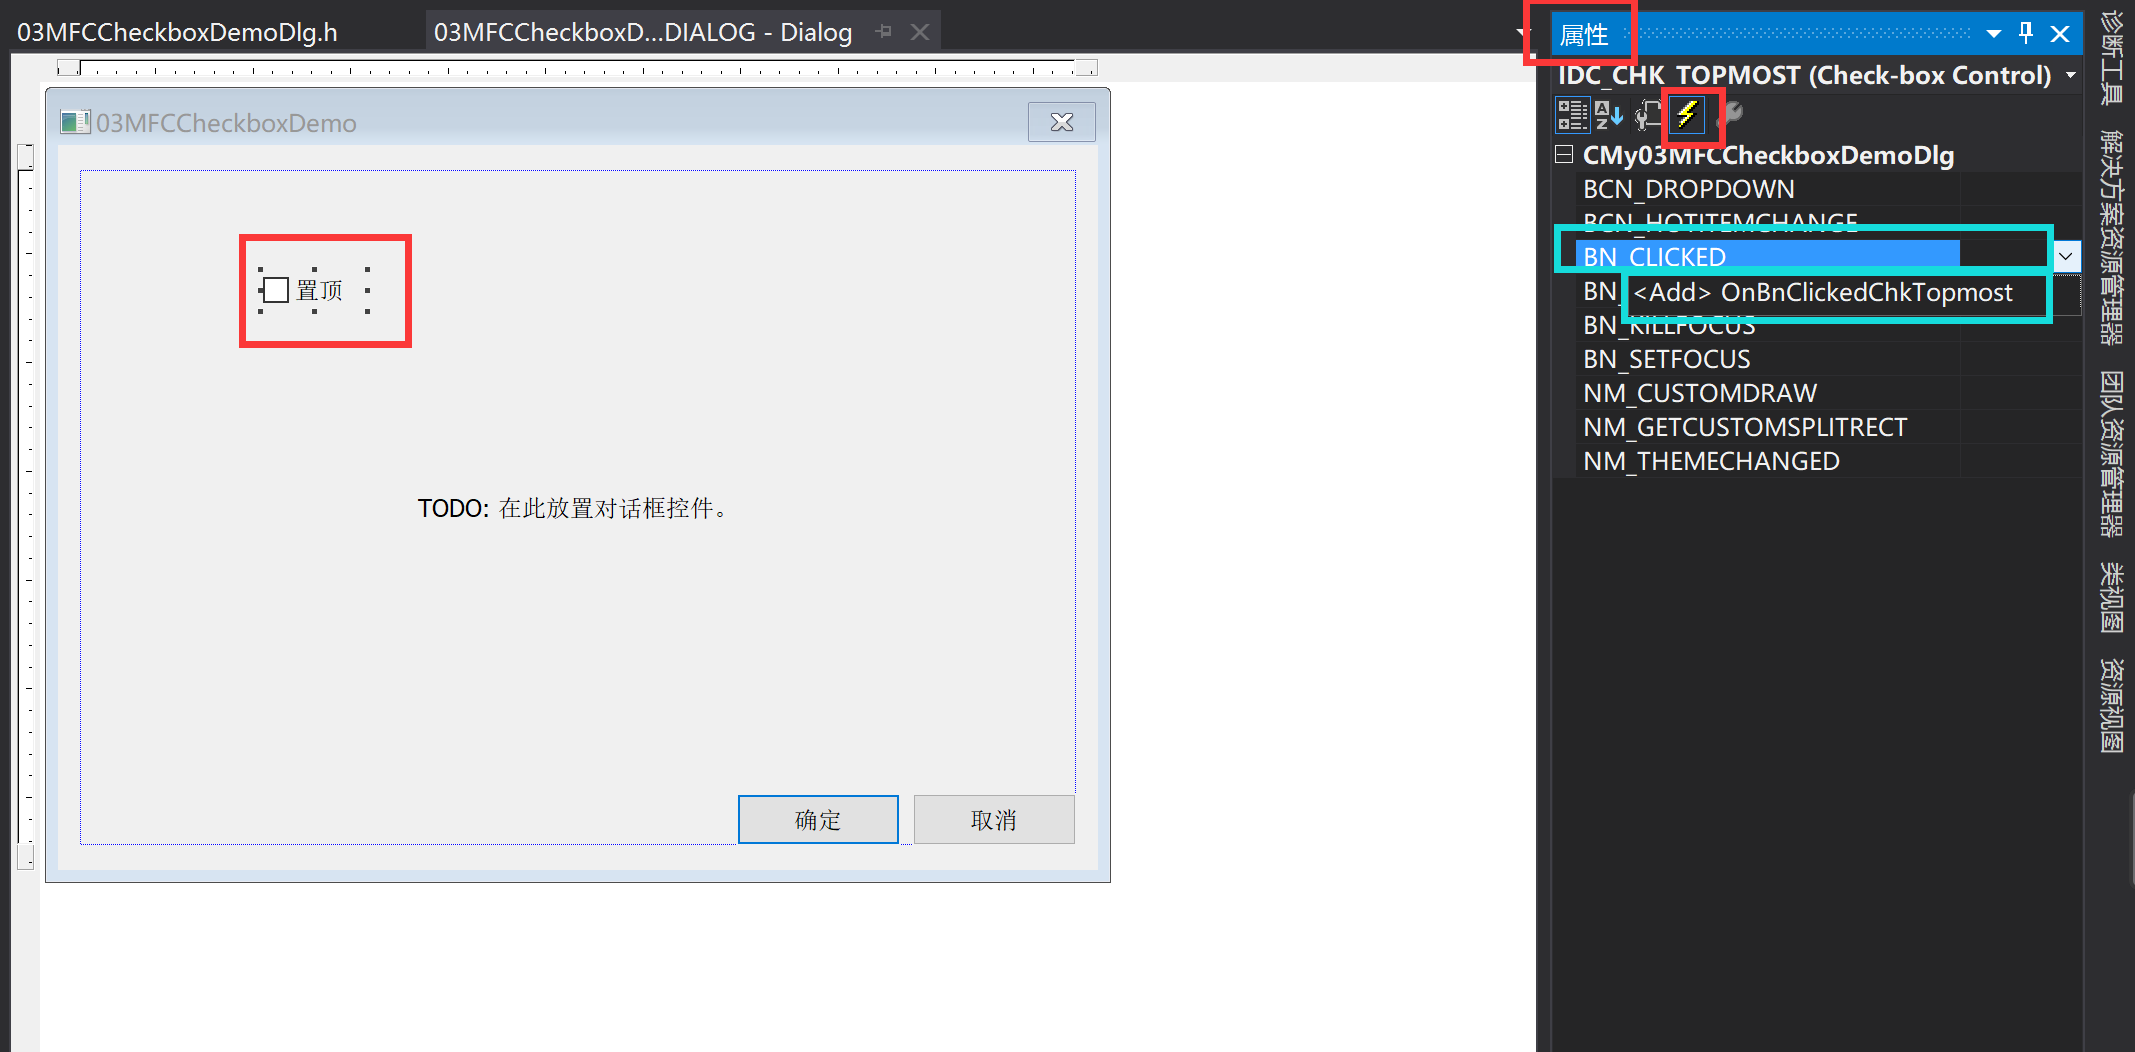 03MFCCheckboxDemoDlg.h
03MFCCheckboxD...DIALOG - Dialog
03MFCCheckboxDemo
置顶
TODO: 在此放置对话框控件。
确定
取消
属性
IDC_CHK_TOPMOST (Check-box Control)
CMy03MFCCheckboxDemoDlg
BCN_DROPDOWN
BCN_HOTITEMCHANGE
BN_CLICKED
<Add> OnBnClickedChkTopmost
BN_KILLFOCUS
BN_SETFOCUS
NM_CUSTOMDRAW
NM_GETCUSTOMSPLITRECT
NM_THEMECHANGED
诊断工具
解决方案资源管理器
团队资源管理器
类视图
资源视图